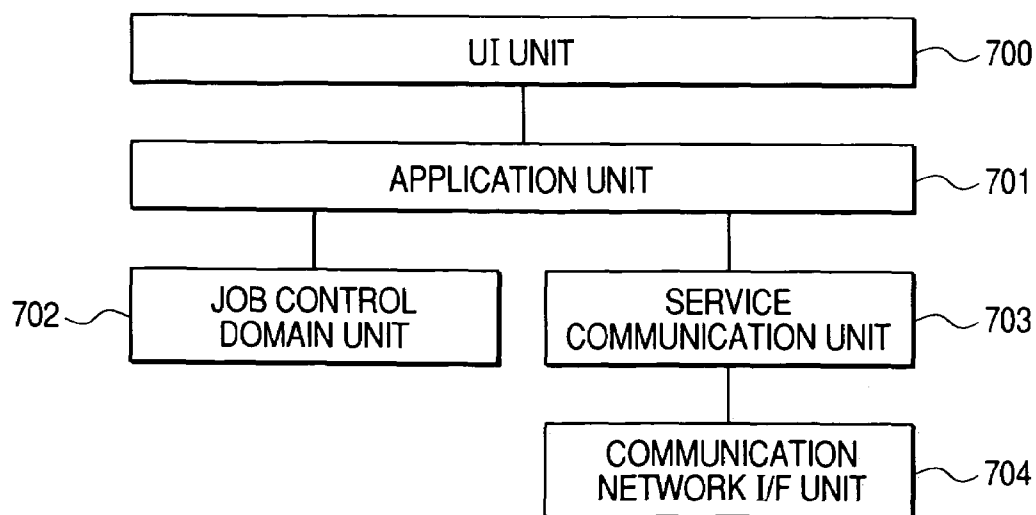 UI UNIT
700
APPLICATION UNIT
701
702
JOB CONTROL
DOMAIN UNIT
SERVICE
COMMUNICATION UNIT
703
COMMUNICATION
NETWORK I/F UNIT
704